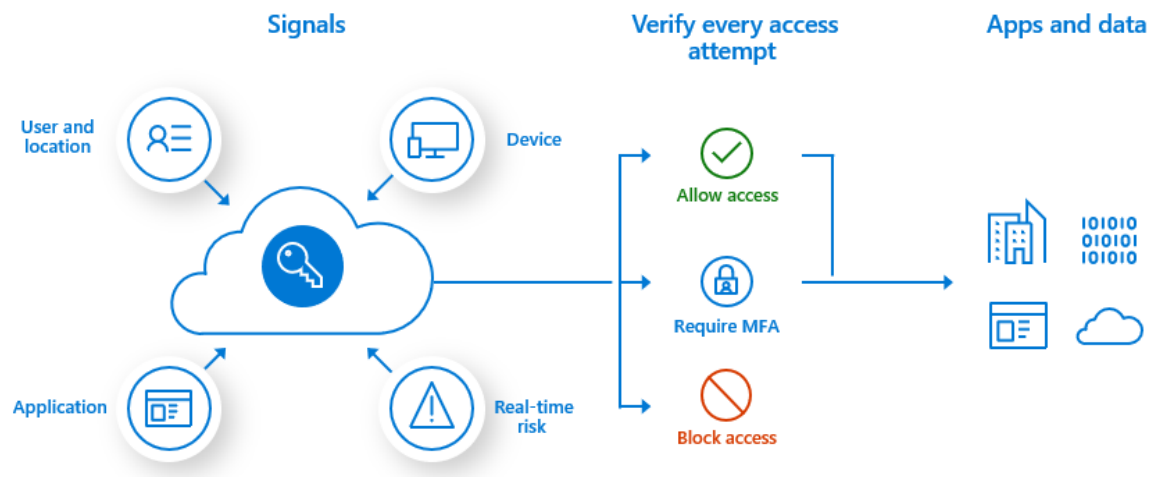 Signals
Verify every access
attempt
Apps and data
User and
location
Device
Allow access
101010
010101
101010
Require MFA
Application
Real-time
risk
Block access